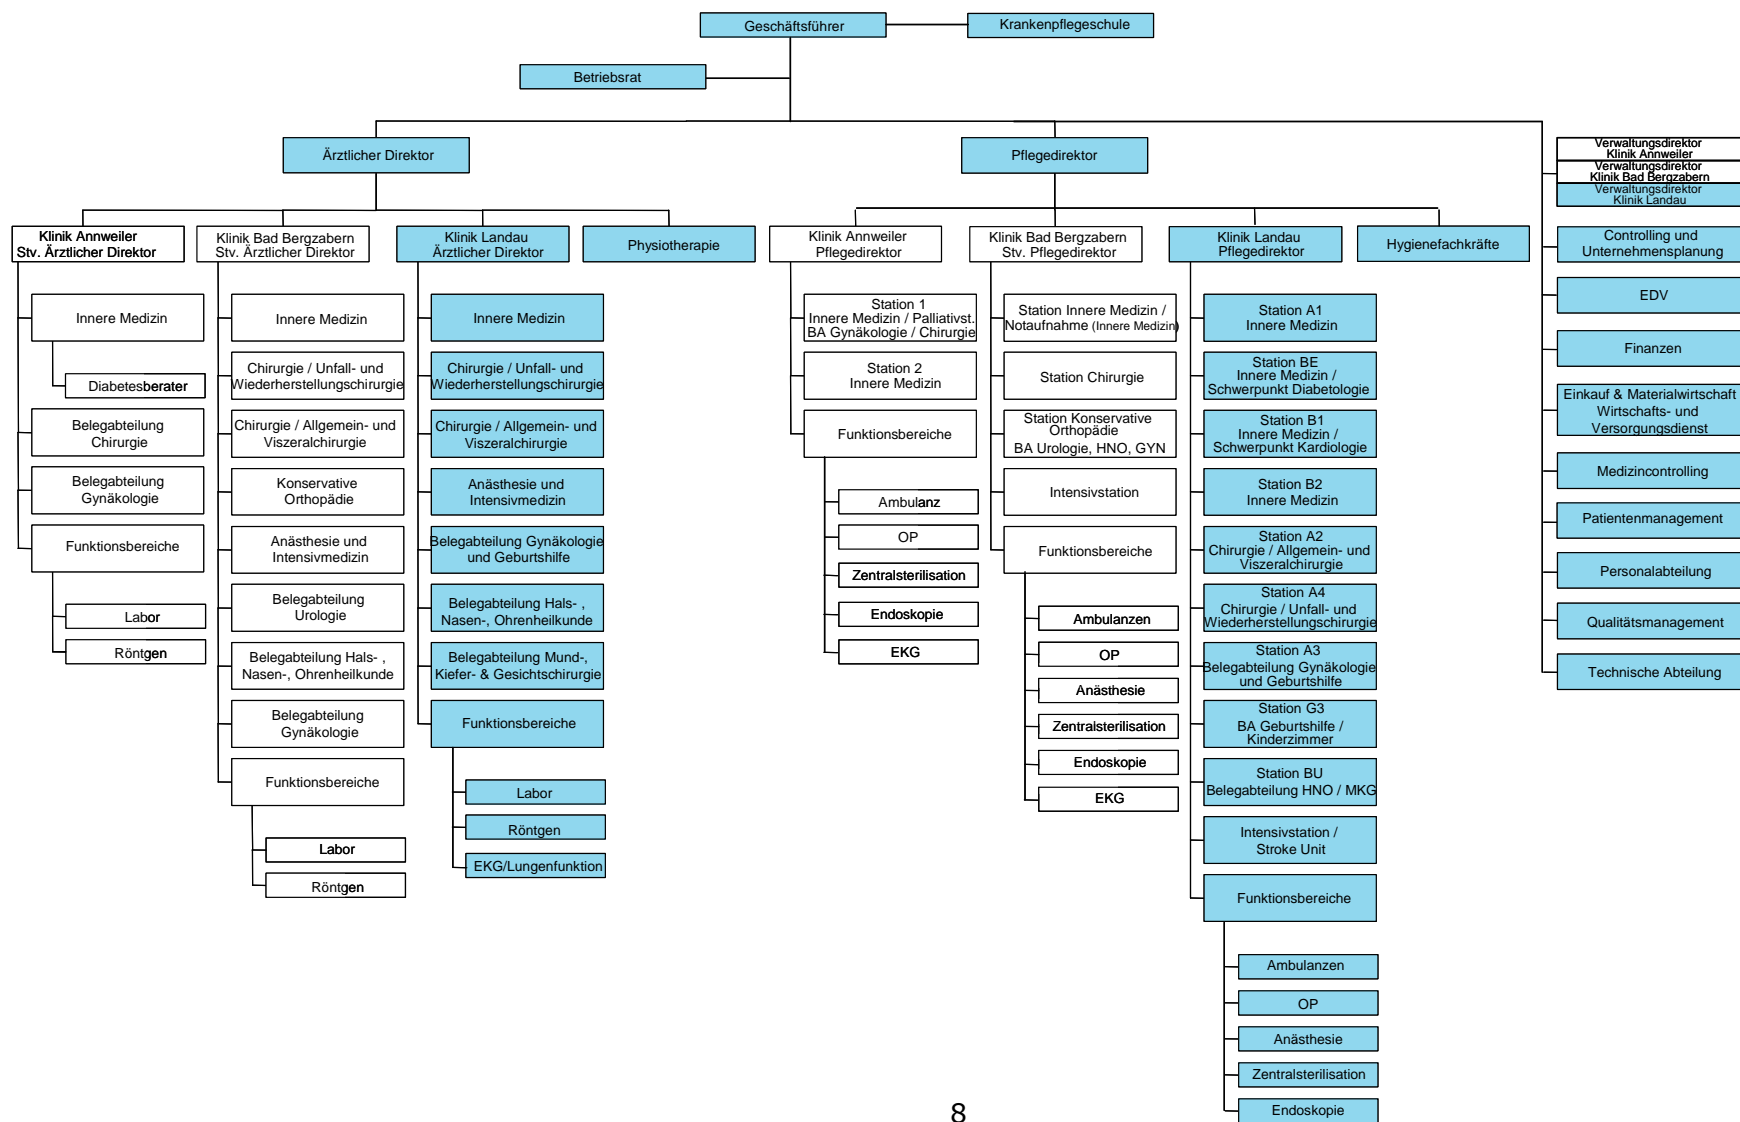 Geschäftsführer
Krankenpflegeschule
Betriebsrat
Ärztlicher Direktor
Pflegedirektor
Verwaltungsdirektor
Klinik Annweiler
Verwaltungsdirektor
Klinik Bad Bergzabern
Verwaltungsdirektor
Klinik Landau
Klinik Annweiler
Stv. Ärztlicher Direktor
Klinik Bad Bergzabern
Stv. Ärztlicher Direktor
Klinik Landau
Ärztlicher Direktor
Physiotherapie
Klinik Annweiler
Pflegedirektor
Klinik Bad Bergzabern
Stv. Pflegedirektor
Klinik Landau
Pflegedirektor
Hygienefachkräfte
Innere Medizin
Diabetesberater
Belegabteilung
Chirurgie
Belegabteilung
Gynäkologie
Funktionsbereiche
Labor
Röntgen
Innere Medizin
Chirurgie / Unfall- und
Wiederherstellungschirurgie
Chirurgie / Allgemein- und
Viszeralchirurgie
Konservative
Orthopädie
Anästhesie und
Intensivmedizin
Belegabteilung
Urologie
Belegabteilung Hals- ,
Nasen-, Ohrenheilkunde
Belegabteilung
Gynäkologie
Funktionsbereiche
Labor
Röntgen
Innere Medizin
Chirurgie / Unfall- und
Wiederherstellungschirurgie
Chirurgie / Allgemein- und
Viszeralchirurgie
Anästhesie und
Intensivmedizin
Belegabteilung Gynäkologie
und Geburtshilfe
Belegabteilung Hals- ,
Nasen-, Ohrenheilkunde
Belegabteilung Mund-,
Kiefer- & Gesichtschirurgie
Funktionsbereiche
Labor
Röntgen
EKG/Lungenfunktion
Station 1
Innere Medizin / Palliativst.
BA Gynäkologie / Chirurgie
Station 2
Innere Medizin
Funktionsbereiche
Ambulanz
OP
Zentralsterilisation
Endoskopie
EKG
Station Innere Medizin /
Notaufnahme (Innere Medizin)
Station Chirurgie
Station Konservative
Orthopädie
BA Urologie, HNO, GYN
Intensivstation
Funktionsbereiche
Ambulanzen
OP
Anästhesie
Zentralsterilisation
Endoskopie
EKG
Station A1
Innere Medizin
Station BE
Innere Medizin /
Schwerpunkt Diabetologie
Station B1
Innere Medizin /
Schwerpunkt Kardiologie
Station B2
Innere Medizin
Station A2
Chirurgie / Allgemein- und
Viszeralchirurgie
Station A4
Chirurgie / Unfall- und
Wiederherstellungschirurgie
Station A3
Belegabteilung Gynäkologie
und Geburtshilfe
Station G3
BA Geburtshilfe /
Kinderzimmer
Station BU
Belegabteilung HNO / MKG
Intensivstation /
Stroke Unit
Funktionsbereiche
Ambulanzen
OP
Anästhesie
Zentralsterilisation
Endoskopie
Controlling und
Unternehmensplanung
EDV
Finanzen
Einkauf & Materialwirtschaft
Wirtschafts- und
Versorgungsdienst
Medizincontrolling
Patientenmanagement
Personalabteilung
Qualitätsmanagement
Technische Abteilung
8